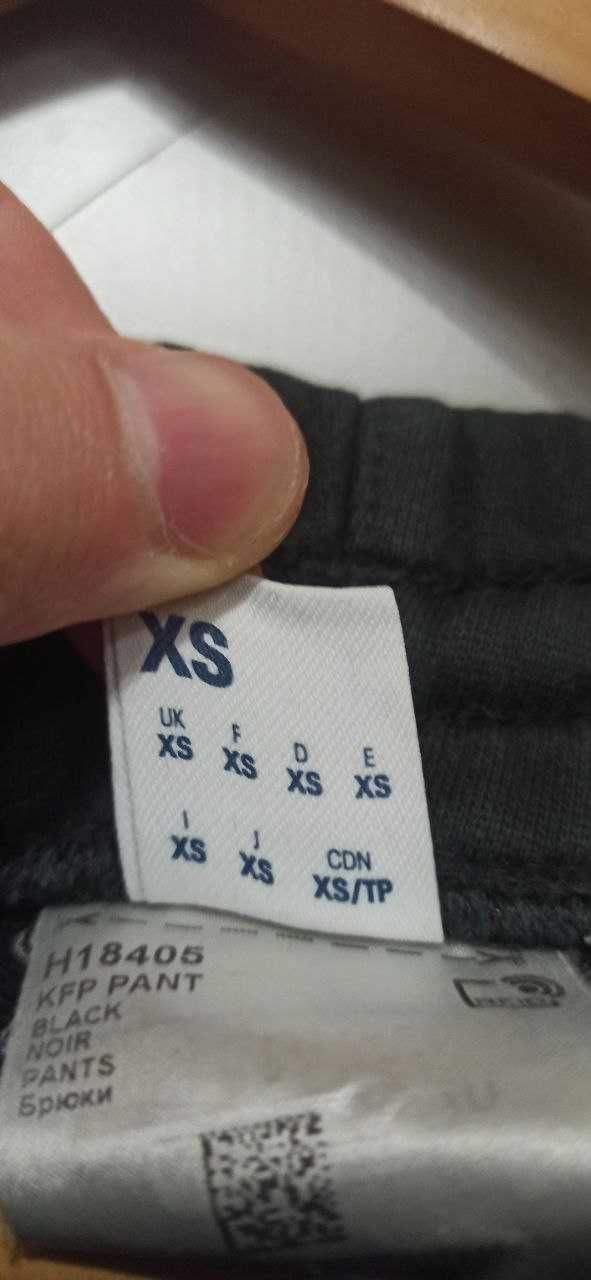 XS
UK F D E
XS XS XS XS
I J CDN
XS XS XS/TP
H18405
KFP PANT
BLACK
NOIR
PANTS
Брюки